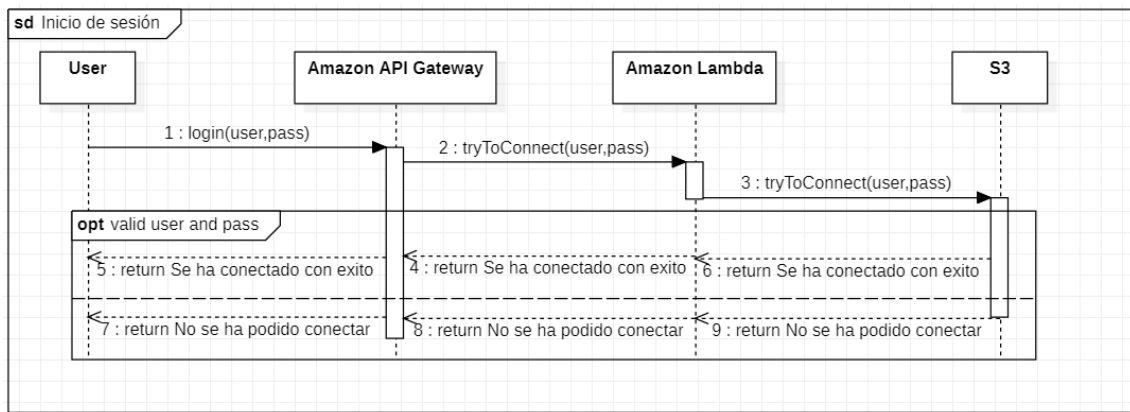 sd Inicio de sesión
User
Amazon API Gateway
Amazon Lambda
S3
1 : login(user,pass)
2 : tryToConnect(user,pass)
3 : tryToConnect(user,pass)
opt valid user and pass
5 : return Se ha conectado con exito
4 : return Se ha conectado con exito
6 : return Se ha conectado con exito
7 : return No se ha podido conectar
8 : return No se ha podido conectar
9 : return No se ha podido conectar